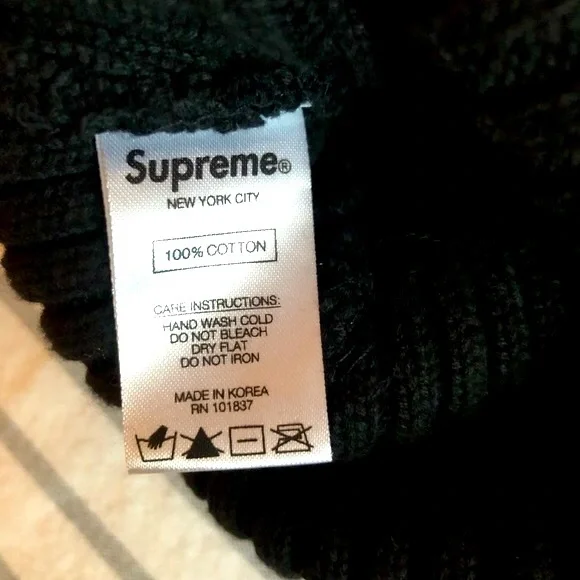 Supreme®
NEW YORK CITY
100% COTTON
CARE INSTRUCTIONS:
HAND WASH COLD
DO NOT BLEACH
DRY FLAT
DO NOT IRON
MADE IN KOREA
RN 101837